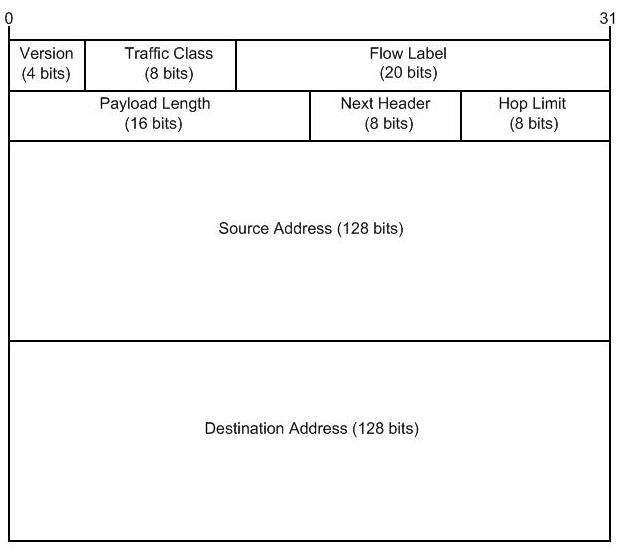 0 31
Version Traffic Class Flow Label
(4 bits) (8 bits) (20 bits)
Payload Length Next Header Hop Limit
(16 bits) (8 bits) (8 bits)
Source Address (128 bits)
Destination Address (128 bits)